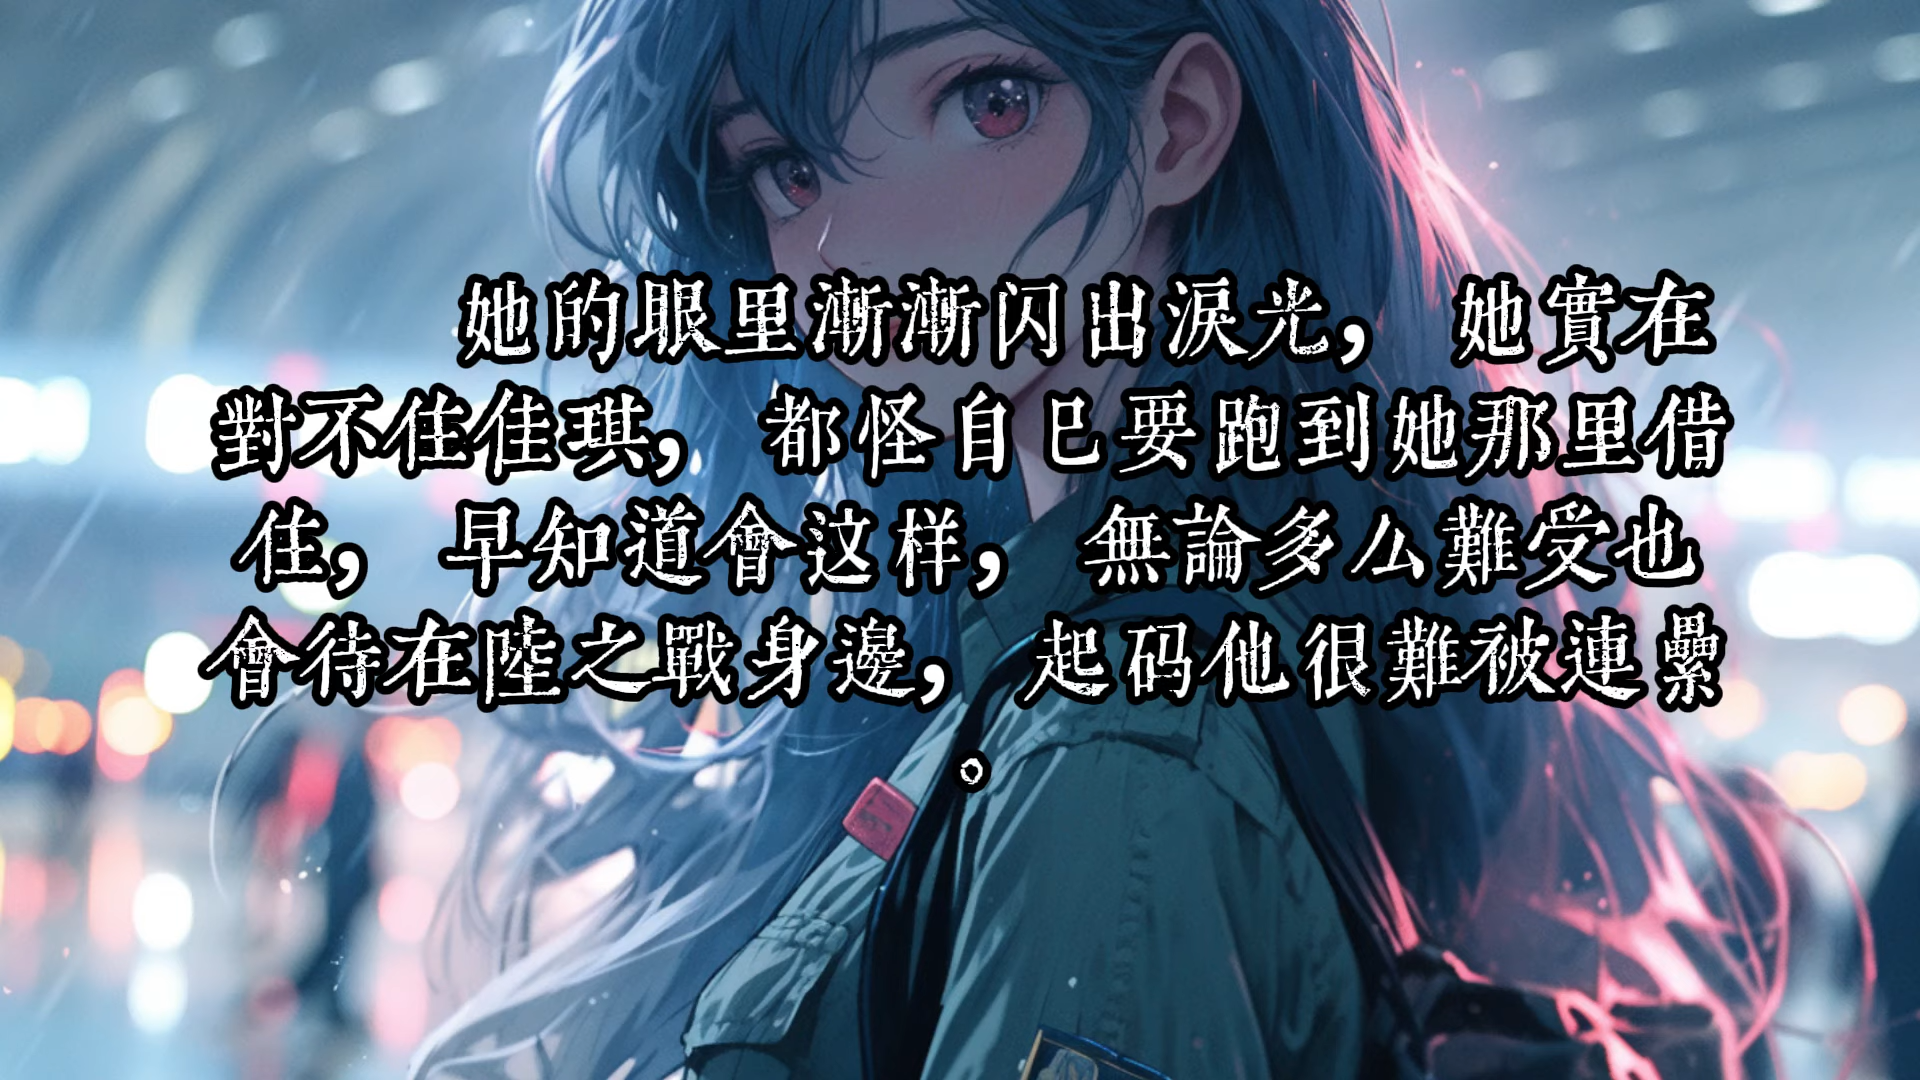 她的眼里漸漸闪出淚光，她實在
對不住佳琪，都怪自已要跑到她那里借
住，早知道會这样，無論多么難受也
會待在陸之戰身邊，起码他很難被連纍
。